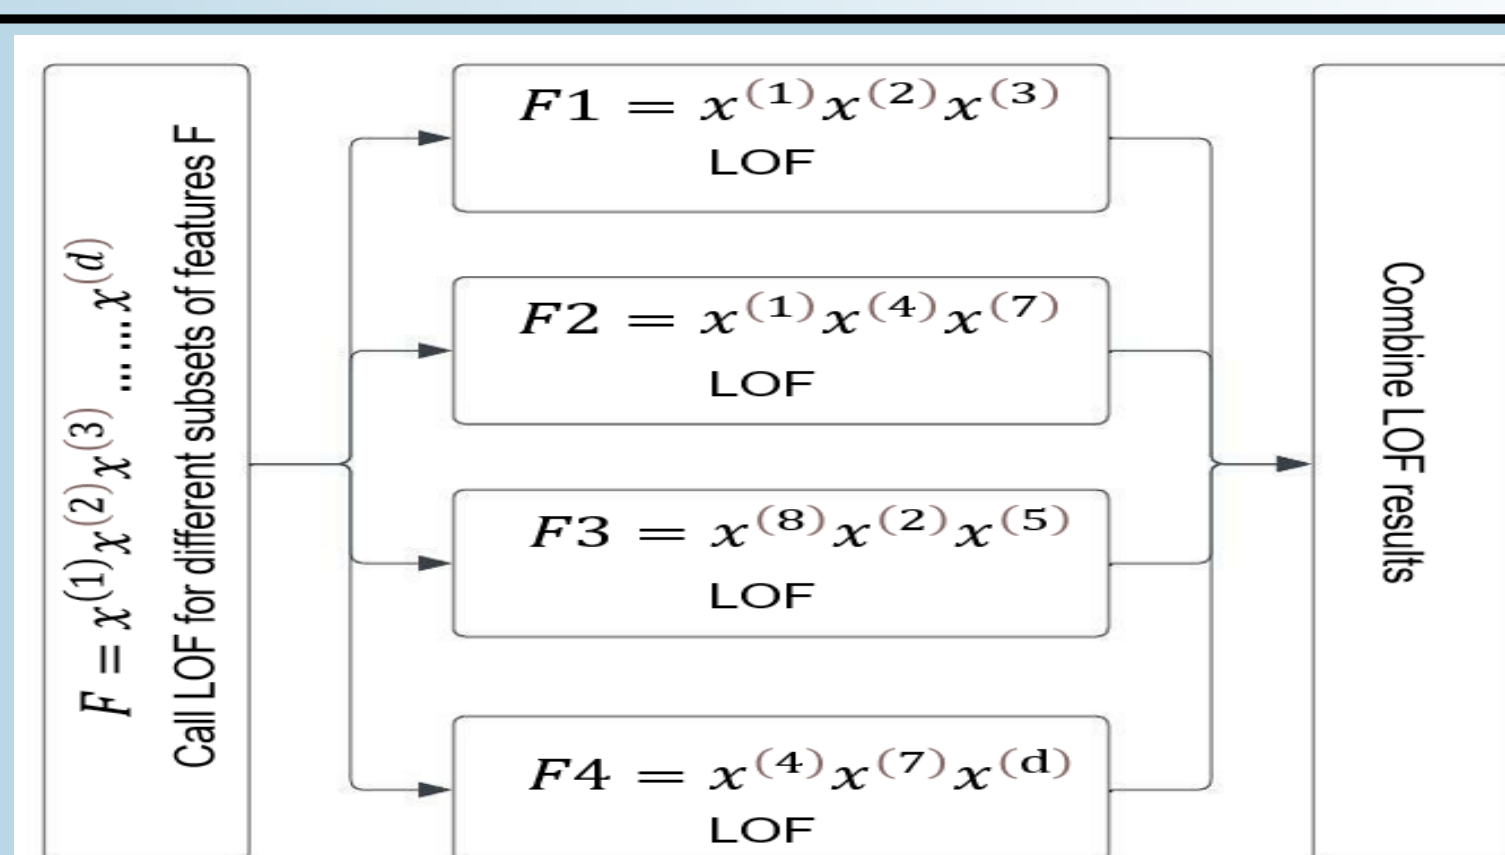 F = x⁽¹⁾x⁽²⁾x⁽³⁾ ... ... x⁽ᵈ⁾
Call LOF for different subsets of features F
F1 = x⁽¹⁾x⁽²⁾x⁽³⁾
LOF
F2 = x⁽¹⁾x⁽⁴⁾x⁽⁷⁾
LOF
F3 = x⁽⁸⁾x⁽²⁾x⁽⁵⁾
LOF
F4 = x⁽⁴⁾x⁽⁷⁾x⁽ᵈ⁾
LOF
Combine LOF results